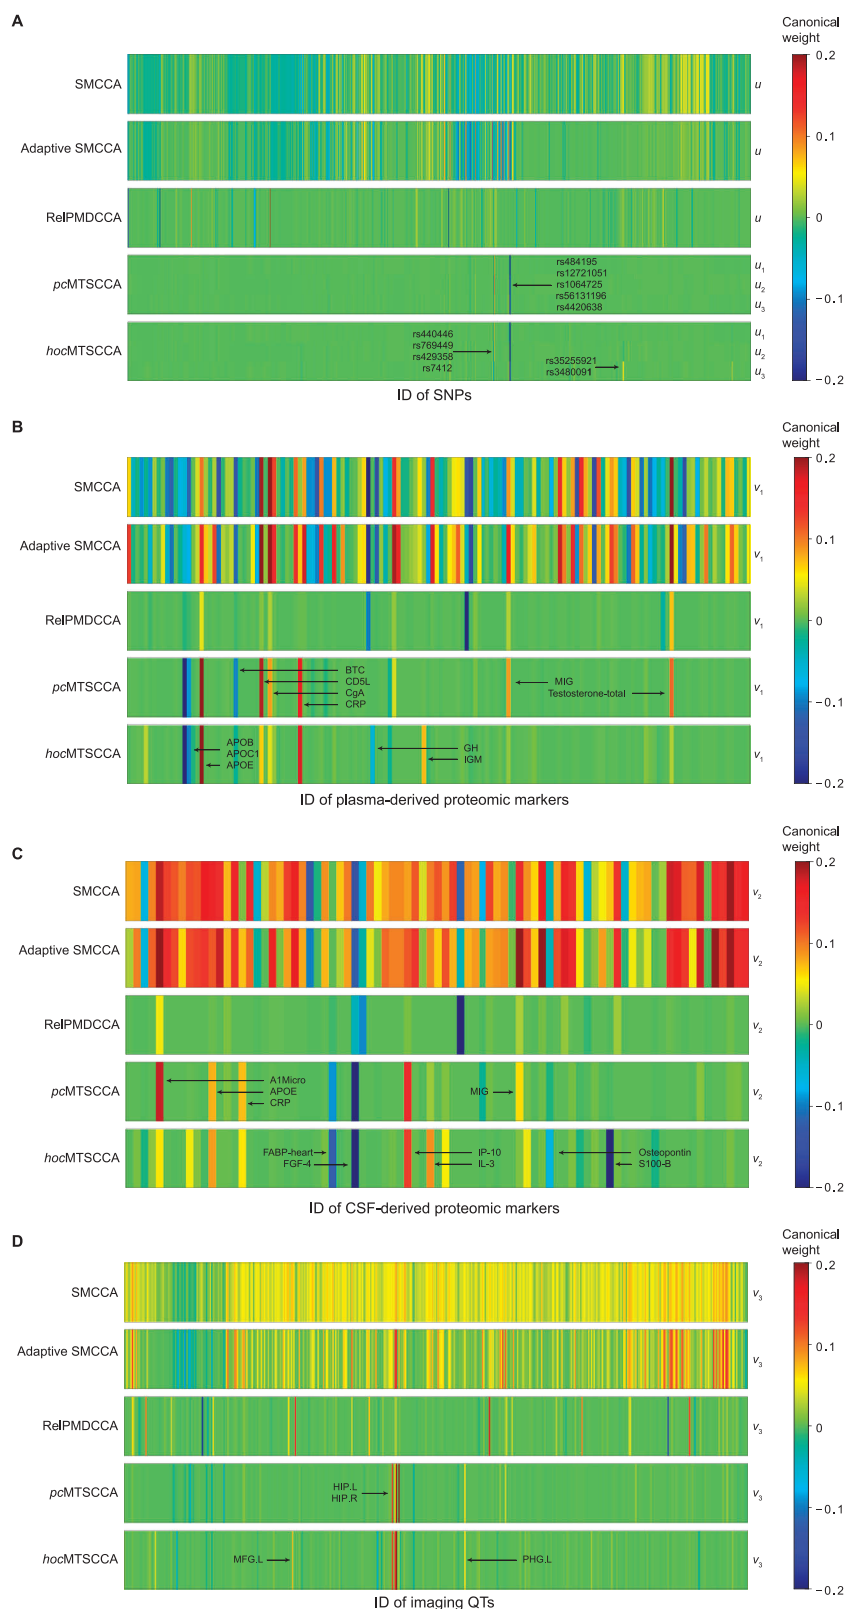 A
Canonical
weight
SMCCA
u
0.2
Adaptive SMCCA
u
0.1
RelPMDCCA
u
0
pcMTSCCA
rs484195
rs12721051
rs1064725
rs56131196
rs4420638
u1
u2
u3
−0.1
hocMTSCCA
rs440446
rs769449
rs429358
rs7412
rs35255921
rs3480091
u1
u2
u3
−0.2
ID of SNPs
B
Canonical
weight
SMCCA
v1
0.2
Adaptive SMCCA
v1
0.1
RelPMDCCA
v1
0
pcMTSCCA
BTC
CD5L
CgA
CRP
MIG
Testosterone-total
v1
−0.1
hocMTSCCA
APOB
APOC1
APOE
GH
IGM
v1
−0.2
ID of plasma-derived proteomic markers
C
Canonical
weight
SMCCA
v2
0.2
Adaptive SMCCA
v2
0.1
RelPMDCCA
v2
0
pcMTSCCA
A1Micro
APOE
CRP
MIG
v2
−0.1
hocMTSCCA
FABP-heart
FGF-4
IP-10
IL-3
Osteopontin
S100-B
v2
−0.2
ID of CSF-derived proteomic markers
D
Canonical
weight
SMCCA
v3
0.2
Adaptive SMCCA
v3
0.1
RelPMDCCA
v3
0
pcMTSCCA
HIP.L
HIP.R
v3
−0.1
hocMTSCCA
MFG.L
PHG.L
v3
−0.2
ID of imaging QTs